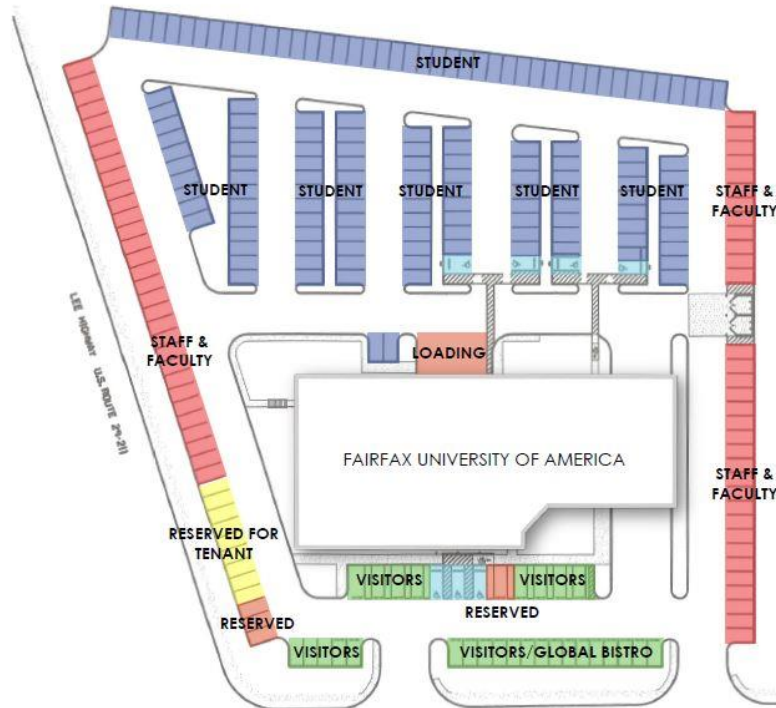 STUDENT
STUDENT
STUDENT
STUDENT
STUDENT
STUDENT
STAFF &
FACULTY
LEE HIGHWAY U.S. ROUTE 29-211
STAFF &
FACULTY
LOADING
FAIRFAX UNIVERSITY OF AMERICA
STAFF &
FACULTY
RESERVED FOR
TENANT
VISITORS
VISITORS
RESERVED
RESERVED
VISITORS
VISITORS/GLOBAL BISTRO